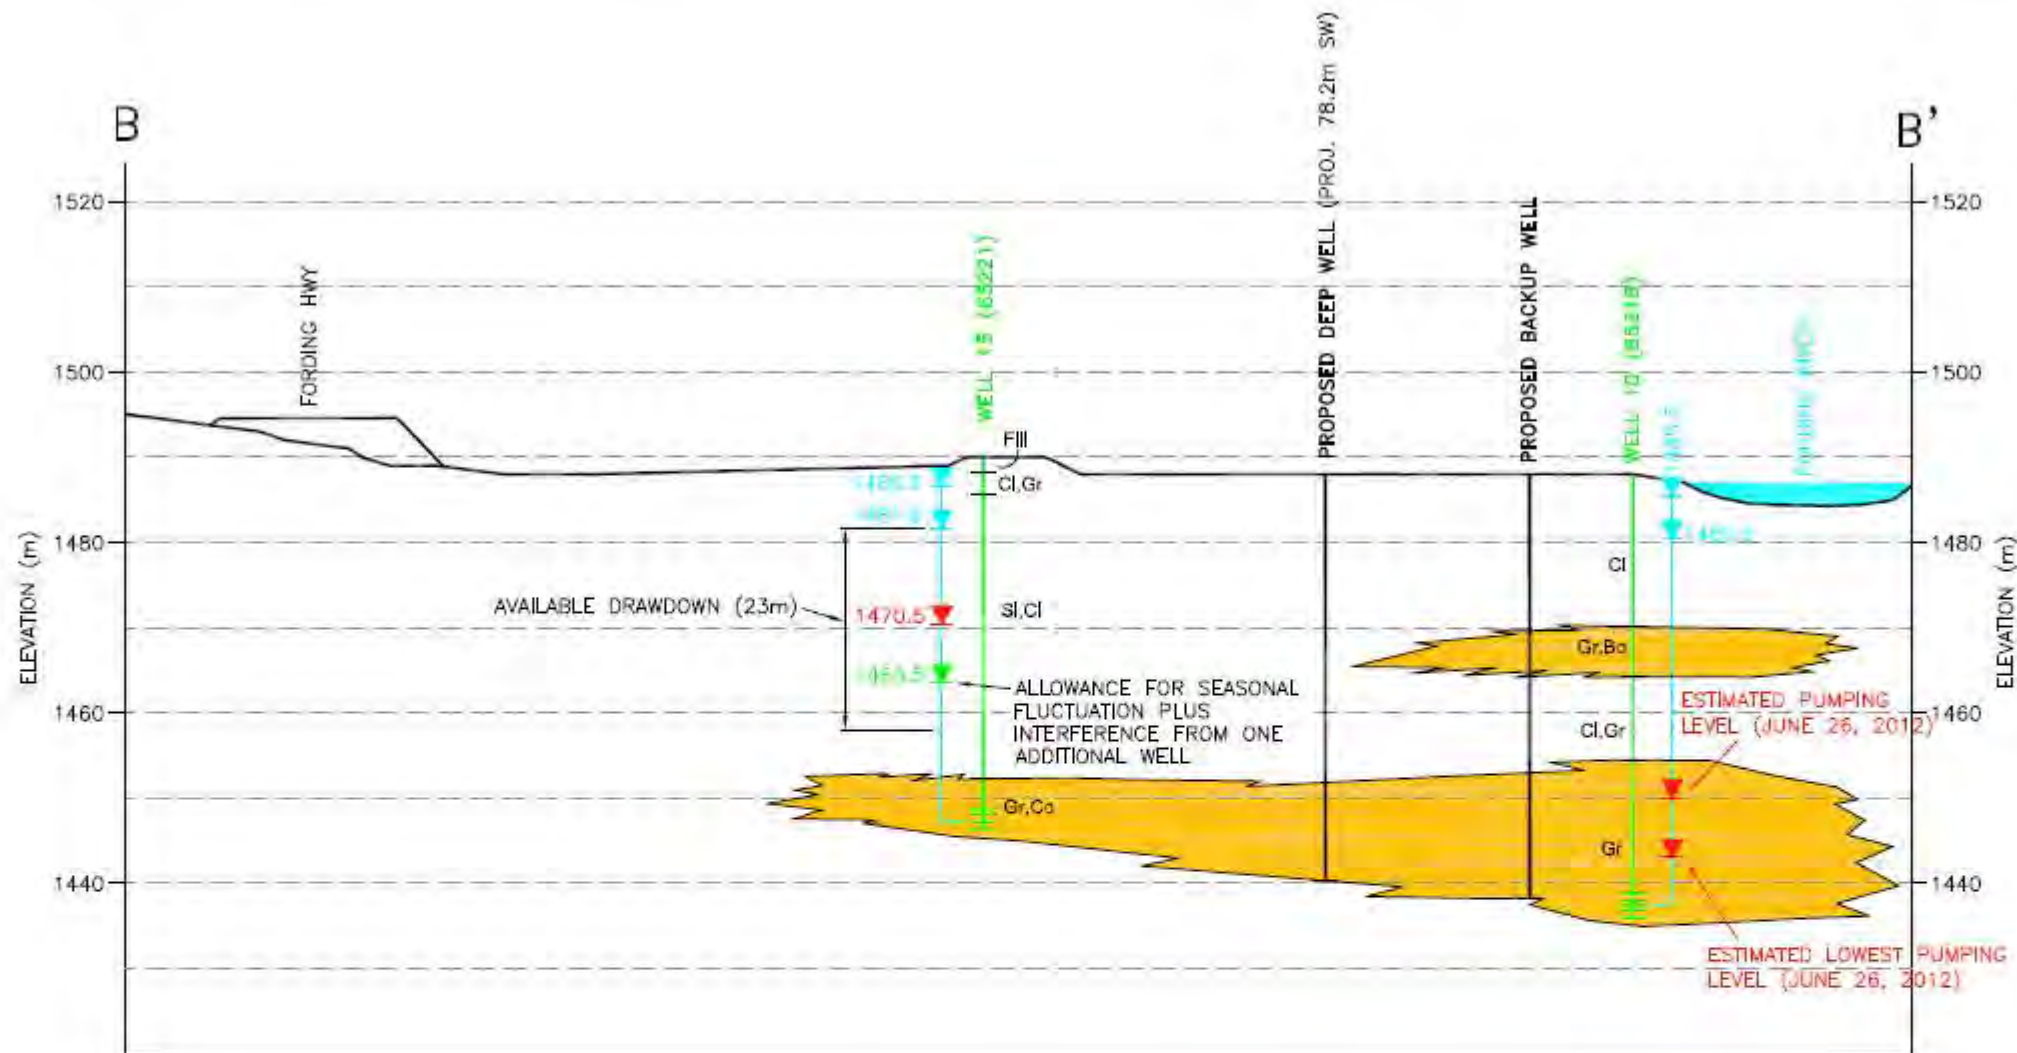 B
B'
PROPOSED DEEP WELL (PROJ. 78.2m SW)
PROPOSED BACKUP WELL
FORDING HWY
WELL
WELL
1520
1500
1480
1460
1440
ELEVATION (m)
1520
1500
1480
1460
1440
ELEVATION (m)
Fill
Cl,Gr
Sl,Cl
Gr,Co
AVAILABLE DRAWDOWN (23m)
1470.5
ALLOWANCE FOR SEASONAL
FLUCTUATION PLUS
INTERFERENCE FROM ONE
ADDITIONAL WELL
Cl
Gr,Bo
Cl,Gr
Gr
ESTIMATED PUMPING
LEVEL (JUNE 26, 2012)
ESTIMATED LOWEST PUMPING
LEVEL (JUNE 26, 2012)